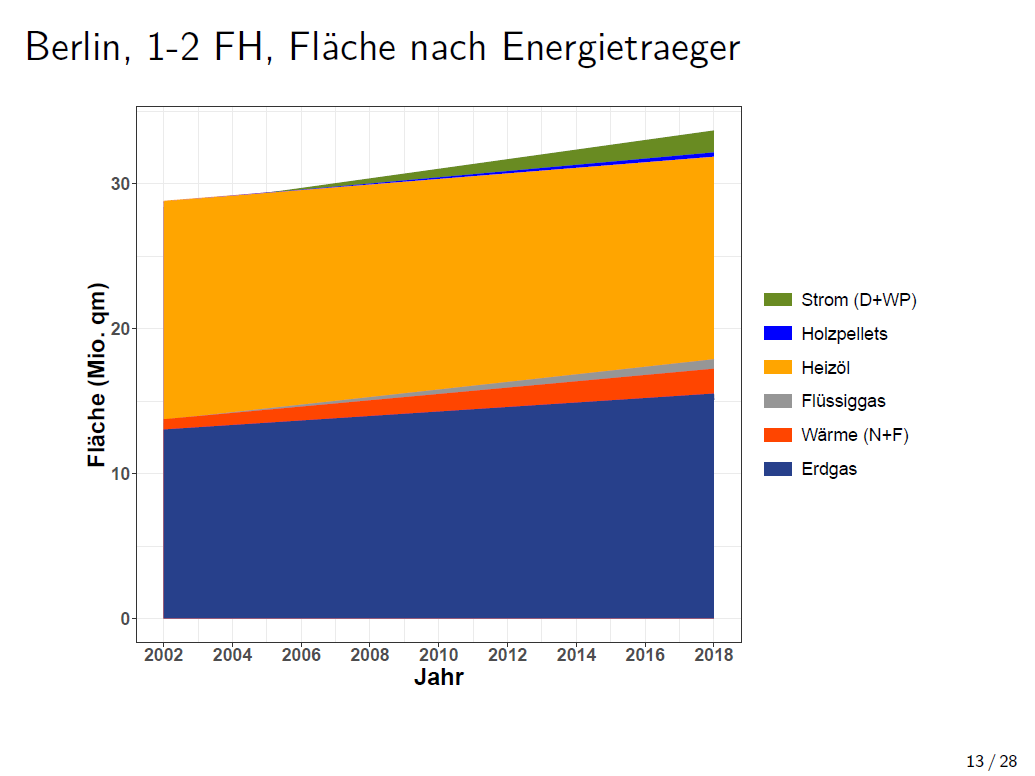 Berlin, 1-2 FH, Fläche nach Energietraeger
Fläche (Mio. qm)
30
20
10
0
2002 2004 2006 2008 2010 2012 2014 2016 2018
Jahr
Strom (D+WP)
Holzpellets
Heizöl
Flüssiggas
Wärme (N+F)
Erdgas
13 / 28